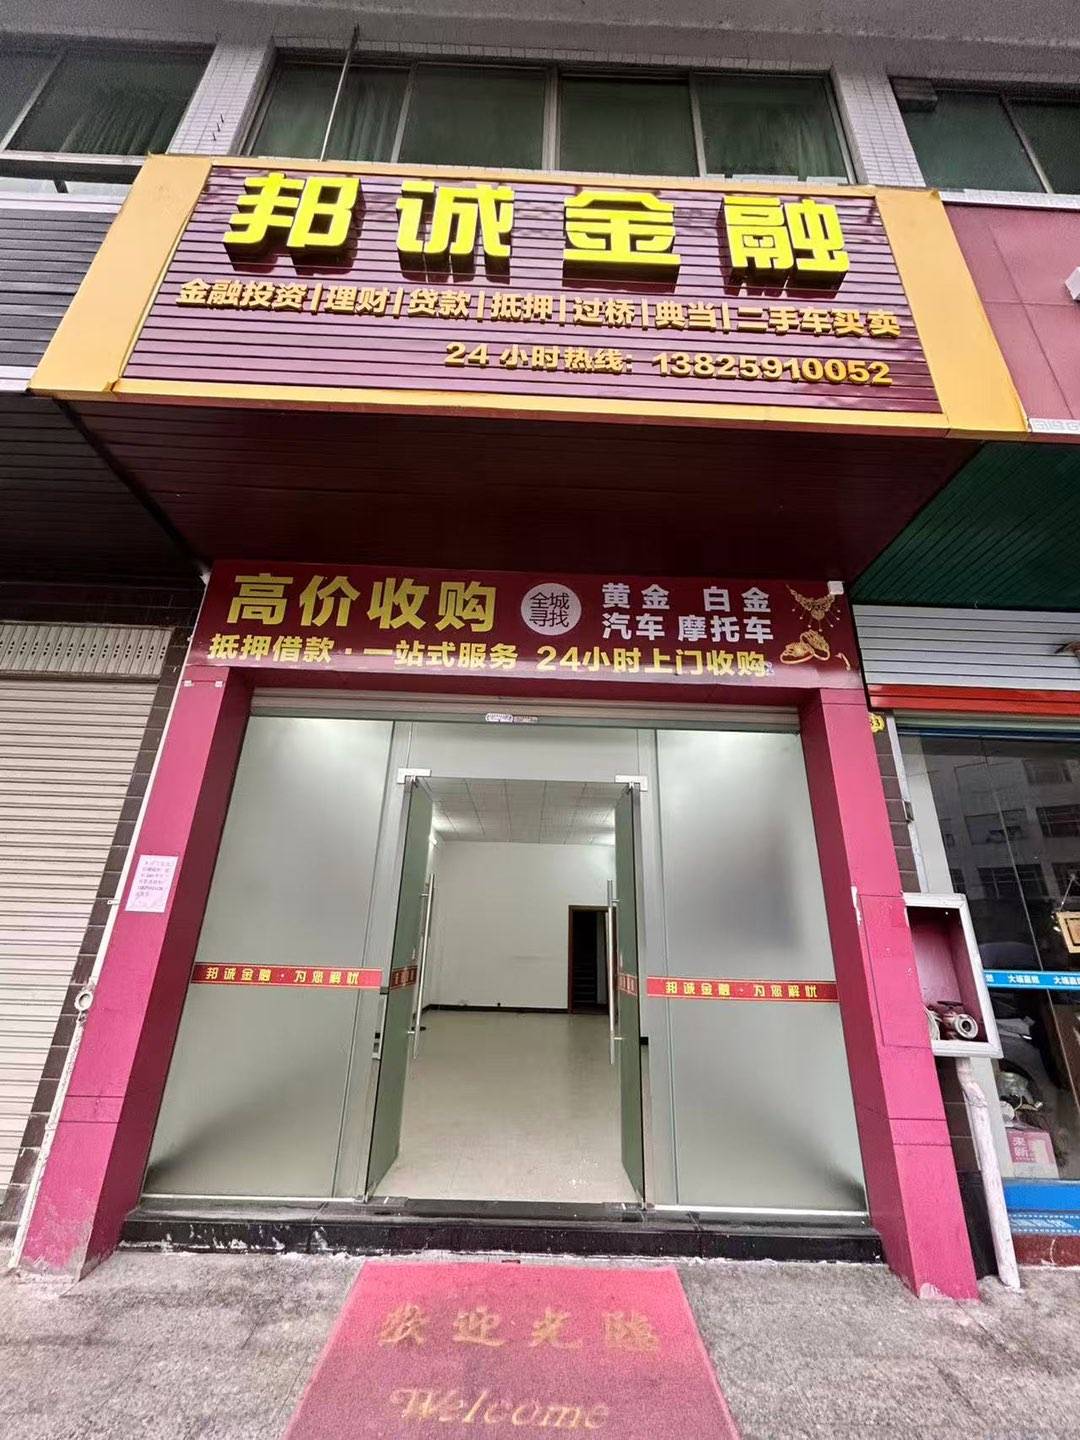 邦诚金融
金融投资|理财|贷款|抵押|过桥|典当|二手车买卖
24小时热线：13825910052
高价收购
全城
寻找
黄金 白金
汽车 摩托车
抵押借款·一站式服务 24小时上门收购
邦诚金融·为您解忧
邦诚金融·为您解忧
歡迎光臨
Welcome